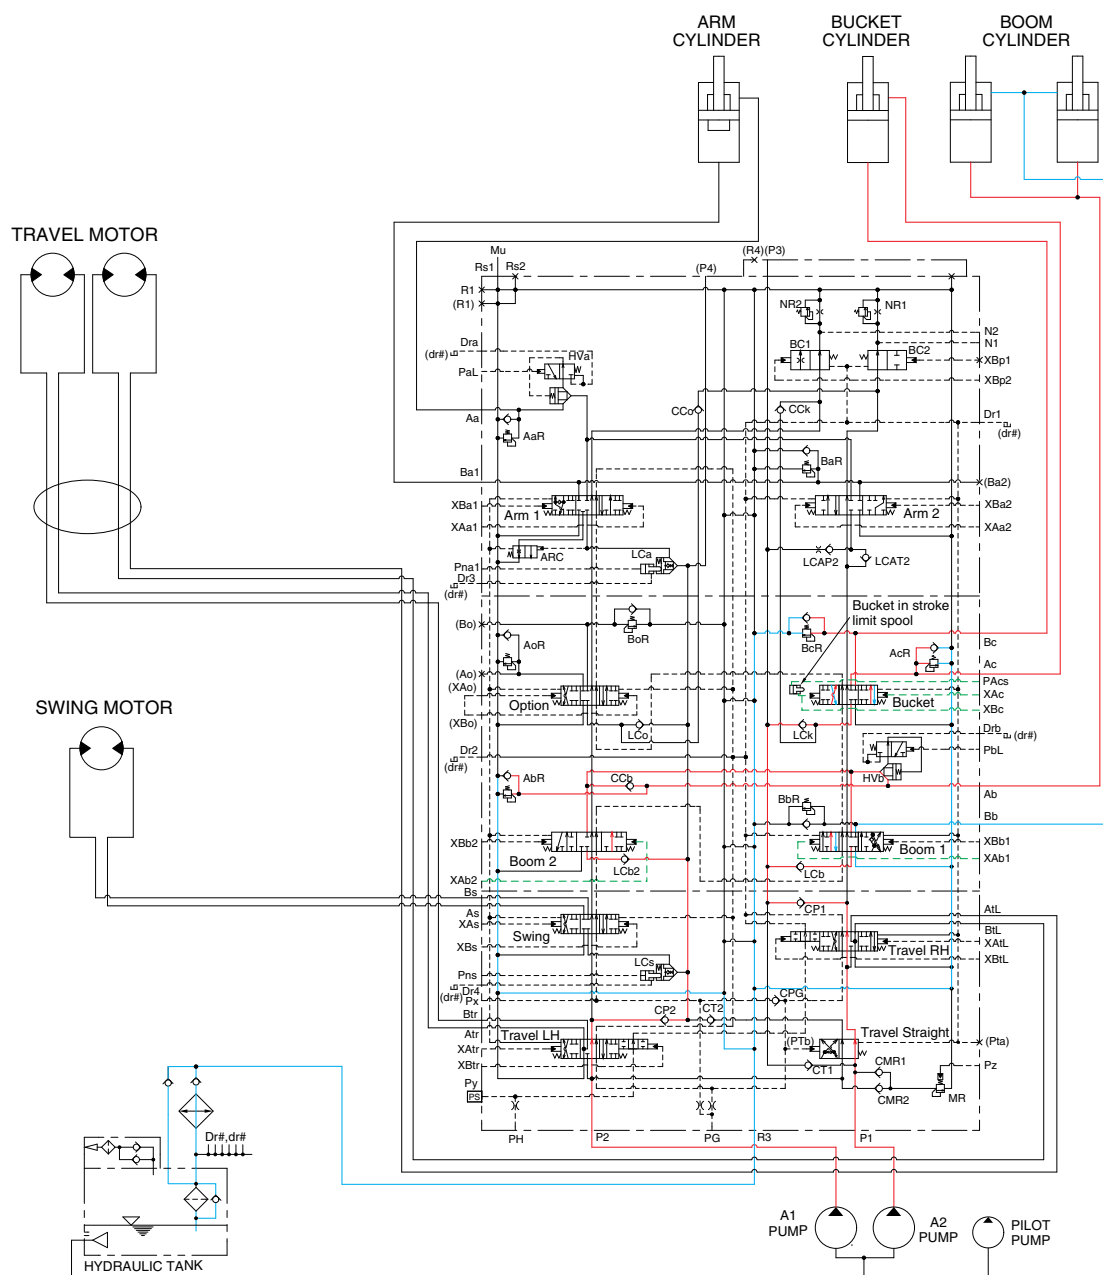 ARM
CYLINDER
BUCKET
CYLINDER
BOOM
CYLINDER
TRAVEL MOTOR
Mu
(R4)(P3)
Rs1
Rs2
(P4)
R1
(R1)
NR2
NR1
N2
N1
Dra
(dr#)
HVa
BC1
BC2
XBp1
PaL
XBp2
CCo
CCk
Dr1
(dr#)
Aa
AaR
BaR
Ba1
(Ba2)
XBa1
Arm 1
Arm 2
XBa2
XAa1
XAa2
ARC
LCa
LCAP2
LCAT2
Pna1
Dr3
(dr#)
Bucket in stroke
limit spool
(Bo)
BoR
BcR
Bc
AoR
AcR
Ac
(Ao)
PAcs
(XAo)
XAc
Option
Bucket
XBc
(XBo)
LCo
LCk
Drb
(dr#)
SWING MOTOR
Dr2
(dr#)
PbL
HVb
AbR
CCb
Ab
BbR
Bb
XBb2
Boom 2
Boom 1
XBb1
XAb1
LCb2
LCb
XAb2
Bs
CP1
As
AtL
XAs
BtL
Swing
Travel RH
XAtL
XBs
XBtL
LCs
Pns
Dr4
(dr#)
Px
CPG
Btr
CP2
CT2
Travel Straight
Atr
Travel LH
(PTb)
(Pta)
XAtr
XBtr
CT1
CMR1
Pz
Py
PS
CMR2
MR
Dr#,dr#
PH
P2
PG
R3
P1
A1
PUMP
A2
PUMP
PILOT
PUMP
HYDRAULIC TANK